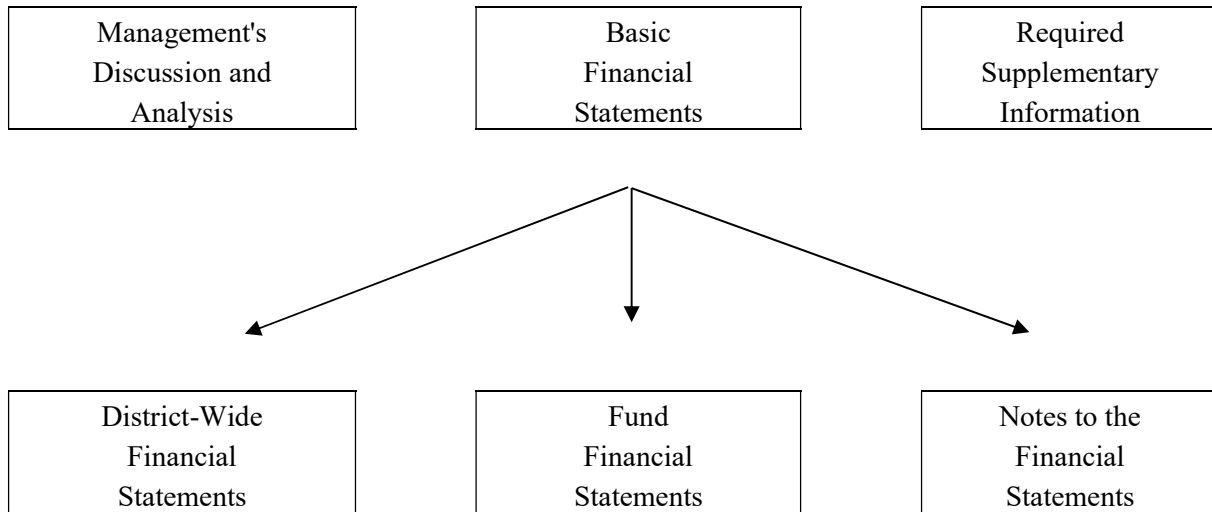 Management's
Discussion and
Analysis
Basic
Financial
Statements
Required
Supplementary
Information
District-Wide
Financial
Statements
Fund
Financial
Statements
Notes to the
Financial
Statements